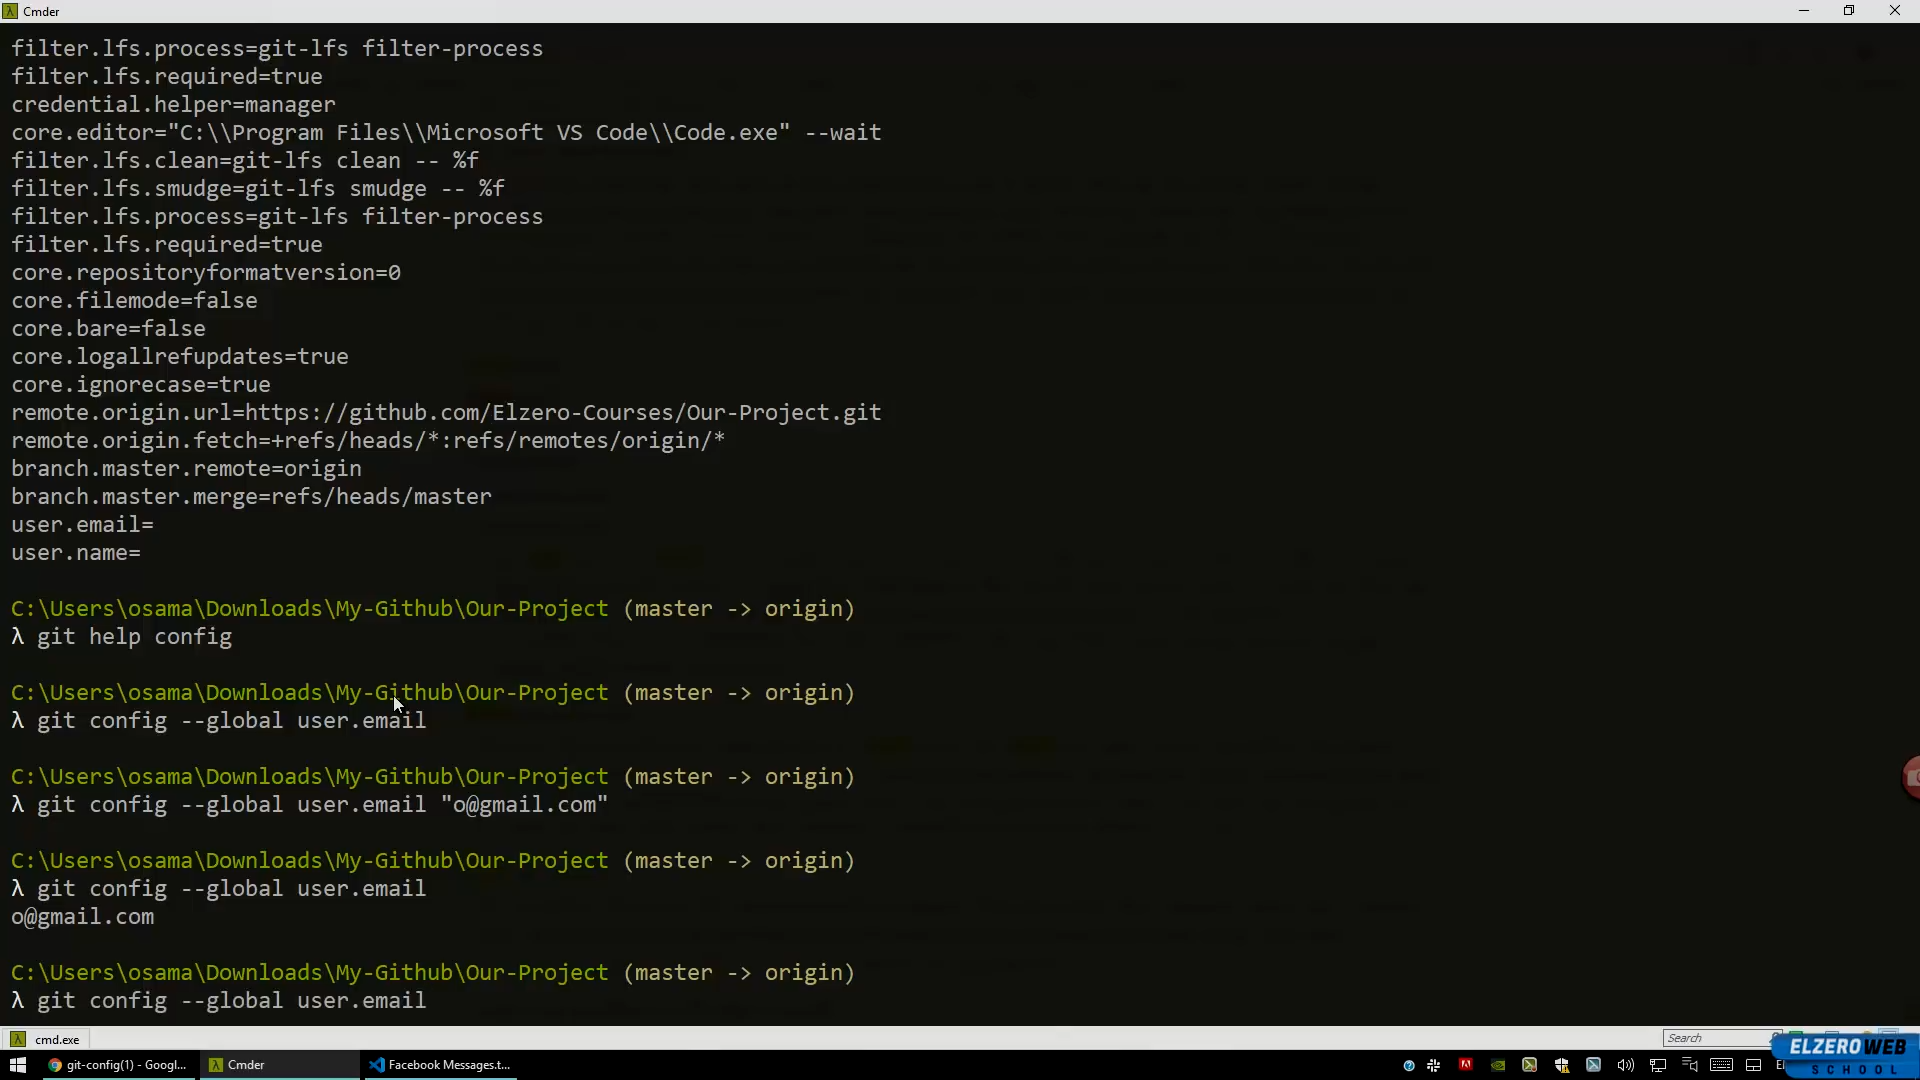 Cmder
filter.lfs.process=git-lfs filter-process
filter.lfs.required=true
credential.helper=manager
core.editor="C:\\Program Files\\Microsoft VS Code\\Code.exe" --wait
filter.lfs.clean=git-lfs clean -- %f
filter.lfs.smudge=git-lfs smudge -- %f
filter.lfs.process=git-lfs filter-process
filter.lfs.required=true
core.repositoryformatversion=0
core.filemode=false
core.bare=false
core.logallrefupdates=true
core.ignorecase=true
remote.origin.url=https://github.com/Elzero-Courses/Our-Project.git
remote.origin.fetch=+refs/heads/*:refs/remotes/origin/*
branch.master.remote=origin
branch.master.merge=refs/heads/master
user.email=
user.name=
C:\Users\osama\Downloads\My-Github\Our-Project (master -> origin)
λ git help config
C:\Users\osama\Downloads\My-Github\Our-Project (master -> origin)
λ git config --global user.email
C:\Users\osama\Downloads\My-Github\Our-Project (master -> origin)
λ git config --global user.email "o@gmail.com"
C:\Users\osama\Downloads\My-Github\Our-Project (master -> origin)
λ git config --global user.email
o@gmail.com
C:\Users\osama\Downloads\My-Github\Our-Project (master -> origin)
λ git config --global user.email
cmd.exe
Search
git-config(1) - Googl...
Cmder
Facebook Messages.t...
ELZERO WEB
SCHOOL